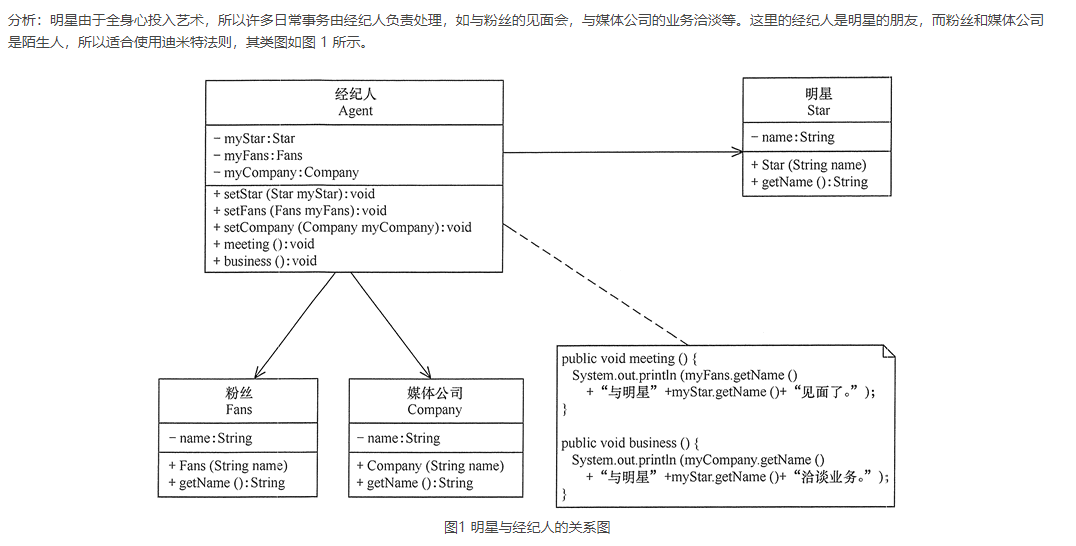 分析：明星由于全身心投入艺术，所以许多日常事务由经纪人负责处理，如与粉丝的见面会，与媒体公司的业务洽谈等。这里的经纪人是明星的朋友，而粉丝和媒体公司
是陌生人，所以适合使用迪米特法则，其类图如图 1 所示。
经纪人
Agent
- myStar:Star
- myFans:Fans
- myCompany:Company
+ setStar (Star myStar):void
+ setFans (Fans myFans):void
+ setCompany (Company myCompany):void
+ meeting ():void
+ business ():void
明星
Star
- name:String
+ Star (String name)
+ getName ():String
粉丝
Fans
- name:String
+ Fans (String name)
+ getName ():String
媒体公司
Company
- name:String
+ Company (String name)
+ getName ():String
public void meeting () {
System.out.println (myFans.getName ()
+ “与明星”+myStar.getName ()+ “见面了。”);
}
public void business () {
System.out.println (myCompany.getName ()
+ “与明星”+myStar.getName ()+ “洽谈业务。”);
}
图1 明星与经纪人的关系图